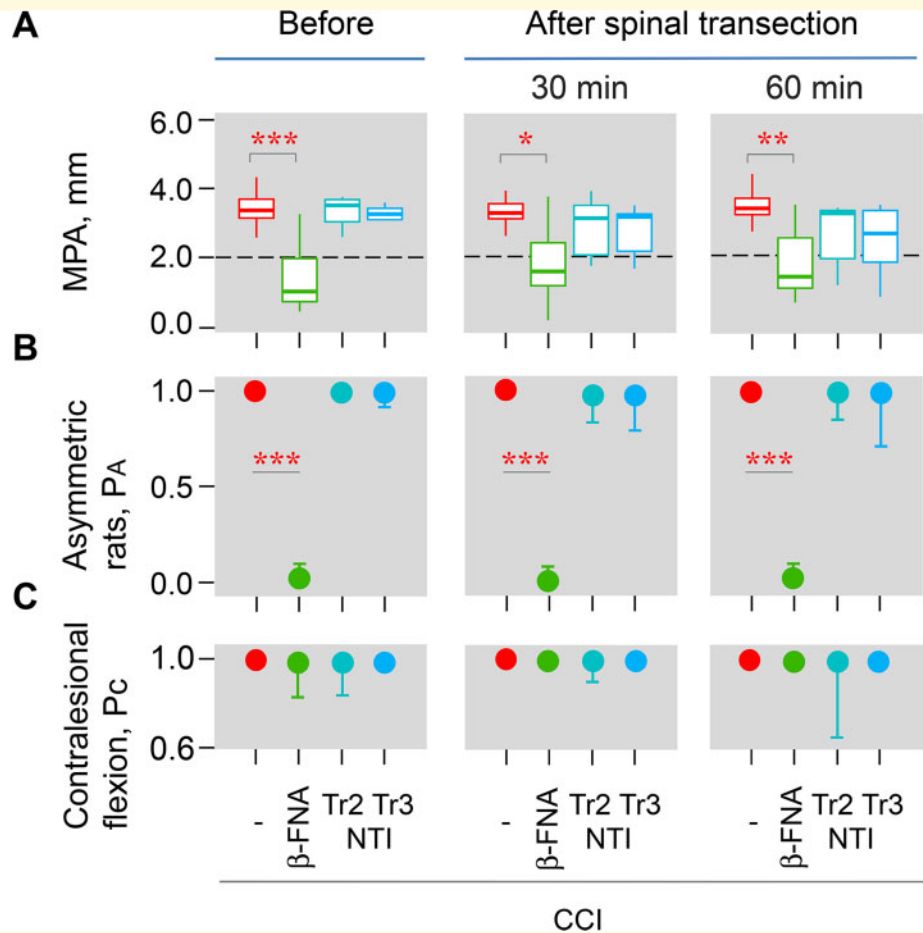 A
Before
After spinal transection
30 min
60 min
MPA, mm
6.0
4.0
2.0
0.0
***
*
**
B
Asymmetric
rats, PA
1.0
0.5
0.0
***
***
***
C
Contralesional
flexion, Pc
1.0
0.6
- β-FNA Tr2 Tr3
NTI
- β-FNA Tr2 Tr3
NTI
- β-FNA Tr2 Tr3
NTI
CCI